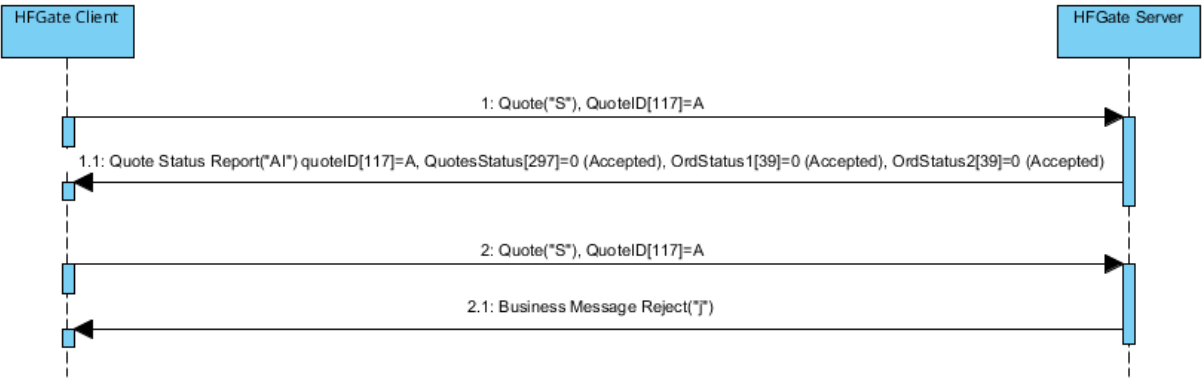 HFGate Client
HFGate Server
1: Quote("S"), QuoteID[117]=A
1.1: Quote Status Report("AI") quoteID[117]=A, QuotesStatus[297]=0 (Accepted), OrdStatus1[39]=0 (Accepted), OrdStatus2[39]=0 (Accepted)
2: Quote("S"), QuoteID[117]=A
2.1: Business Message Reject("j")